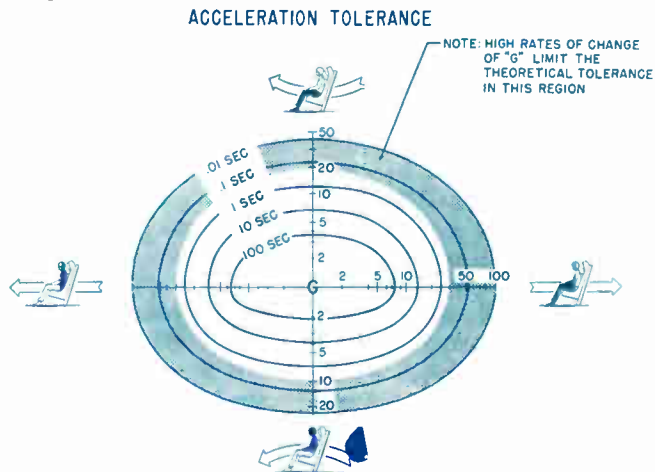 ACCELERATION TOLERANCE
NOTE: HIGH RATES OF CHANGE
OF "G" LIMIT THE
THEORETICAL TOLERANCE
IN THIS REGION
.01 SEC
.1 SEC
1 SEC
10 SEC
100 SEC
50
20
10
5
2
G
2
5
10
50
100
2
5
10
20